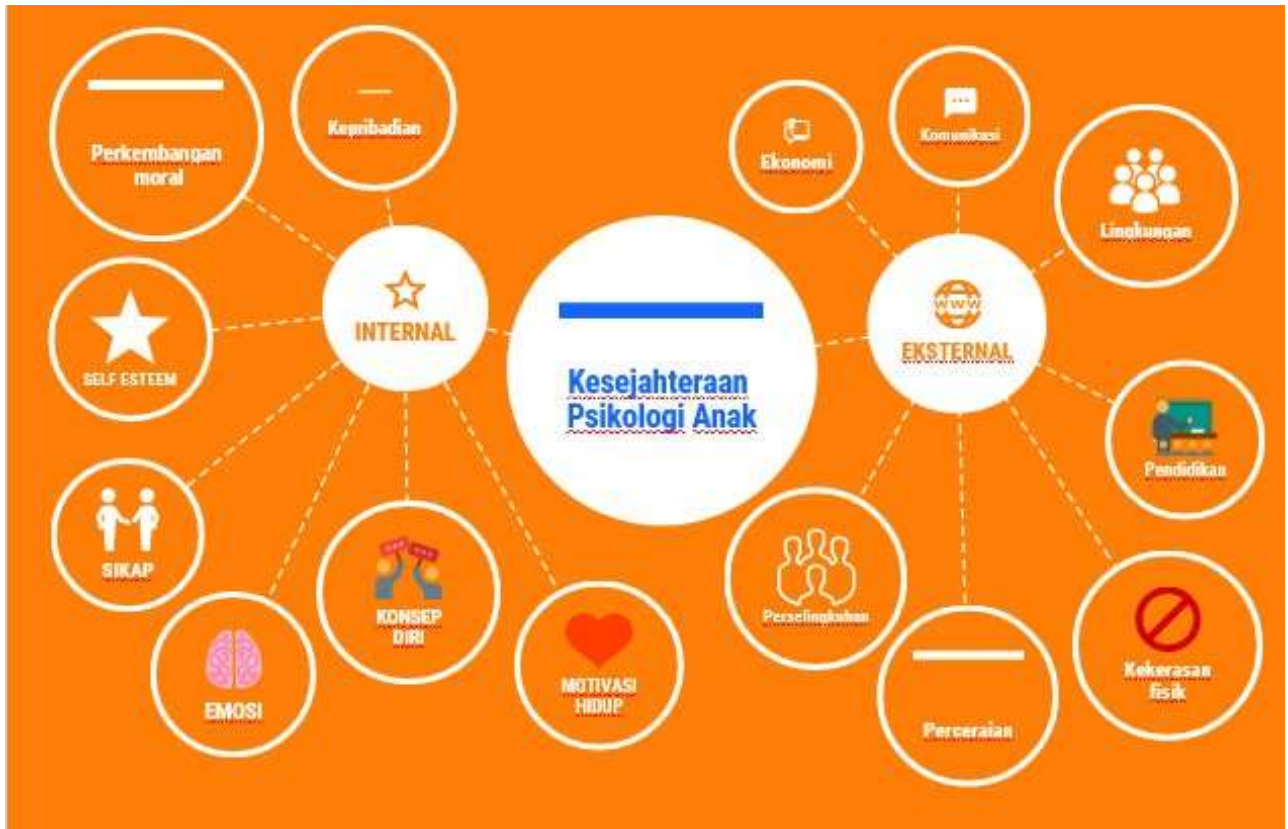 Perkembangan
moral
Kepribadian
INTERNAL
SELF ESTEEM
SIKAP
EMOSI
KONSEP
DIRI
MOTIVASI
HIDUP
Kesejahteraan
Psikologi Anak
Ekonomi
Komunikasi
Lingkungan
www
EKSTERNAL
Pendidikan
Perselingkuhan
Perceraian
Kekerasan
fisik